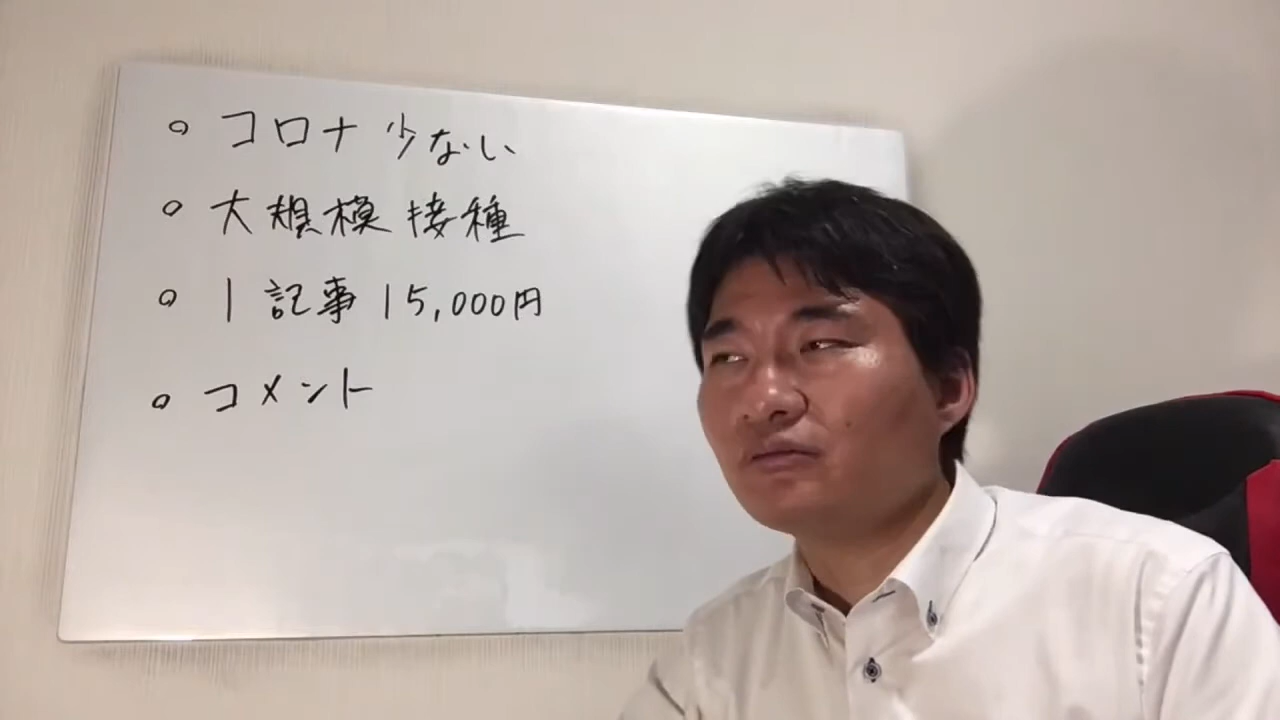 ○ コロナ 少ない
○ 大規模 接種
○ 1 記事 15,000円
○ コメント